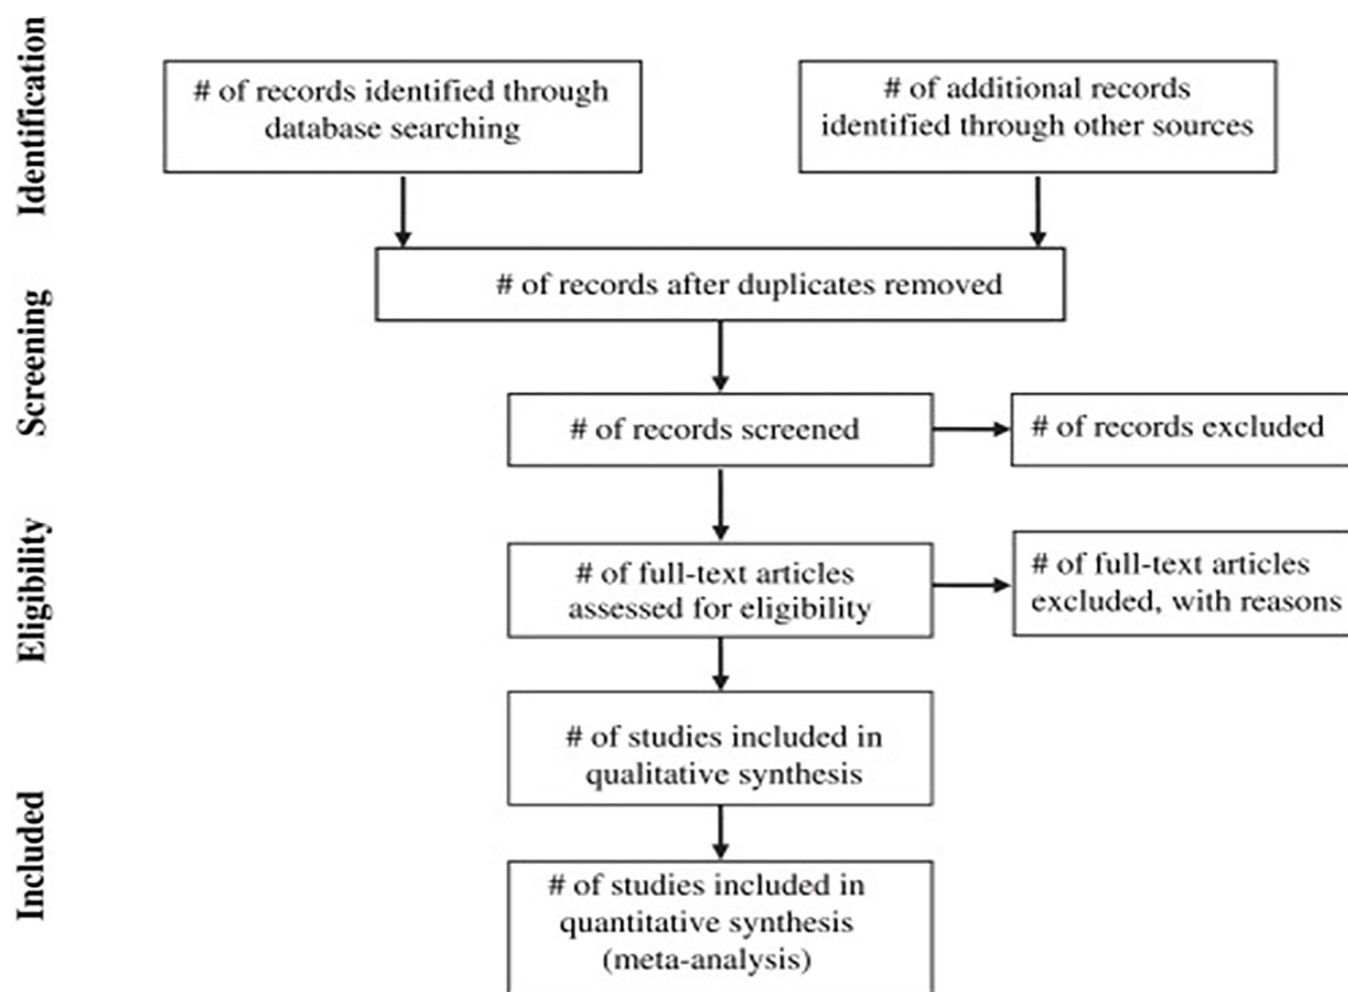 Identification
# of records identified through
database searching
# of additional records
identified through other sources
Screening
# of records after duplicates removed
# of records screened
# of records excluded
Eligibility
# of full-text articles
assessed for eligibility
# of full-text articles
excluded, with reasons
Included
# of studies included in
qualitative synthesis
# of studies included in
quantitative synthesis
(meta-analysis)